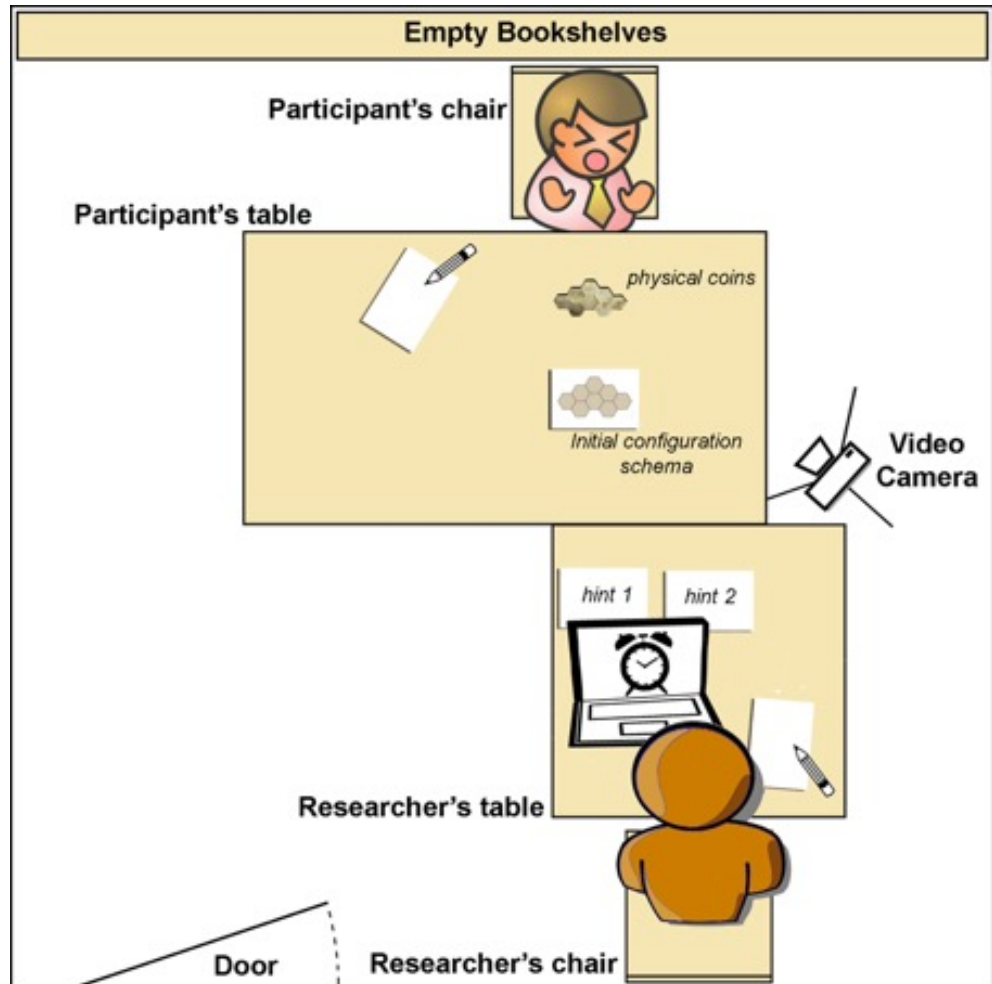 Empty Bookshelves
Participant's chair
Participant's table
physical coins
Initial configuration
schema
Video
Camera
hint 1
hint 2
Researcher's table
Door
Researcher's chair